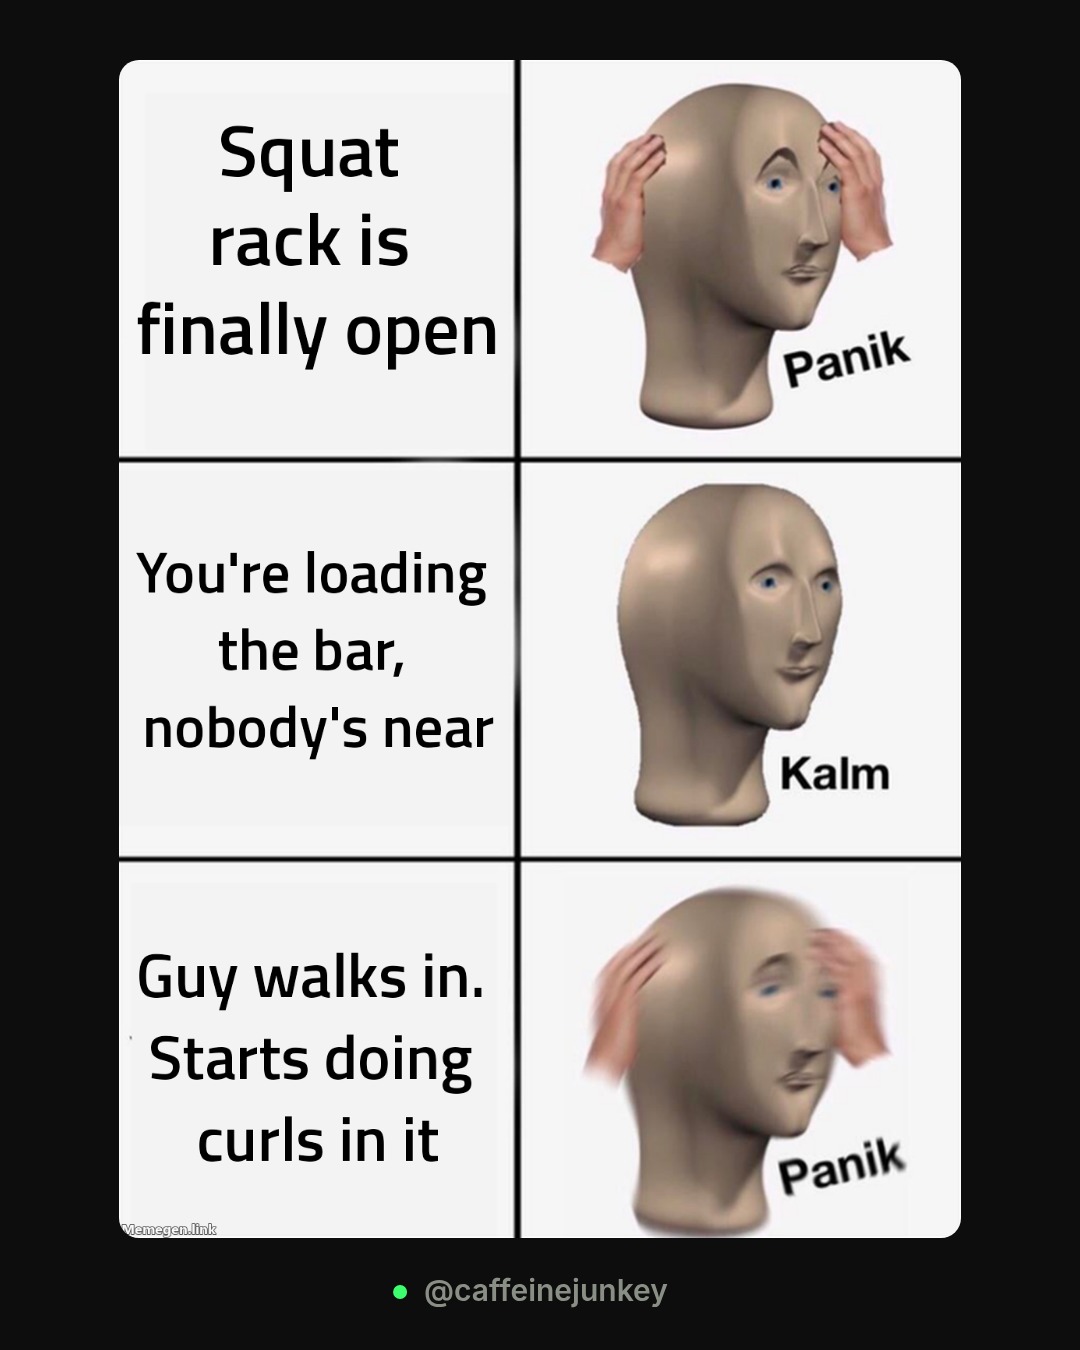 Squat
rack is
finally open
Panik
You're loading
the bar,
nobody's near
Kalm
Guy walks in.
Starts doing
curls in it
Panik
Memegen.link
@caffeinejunkey